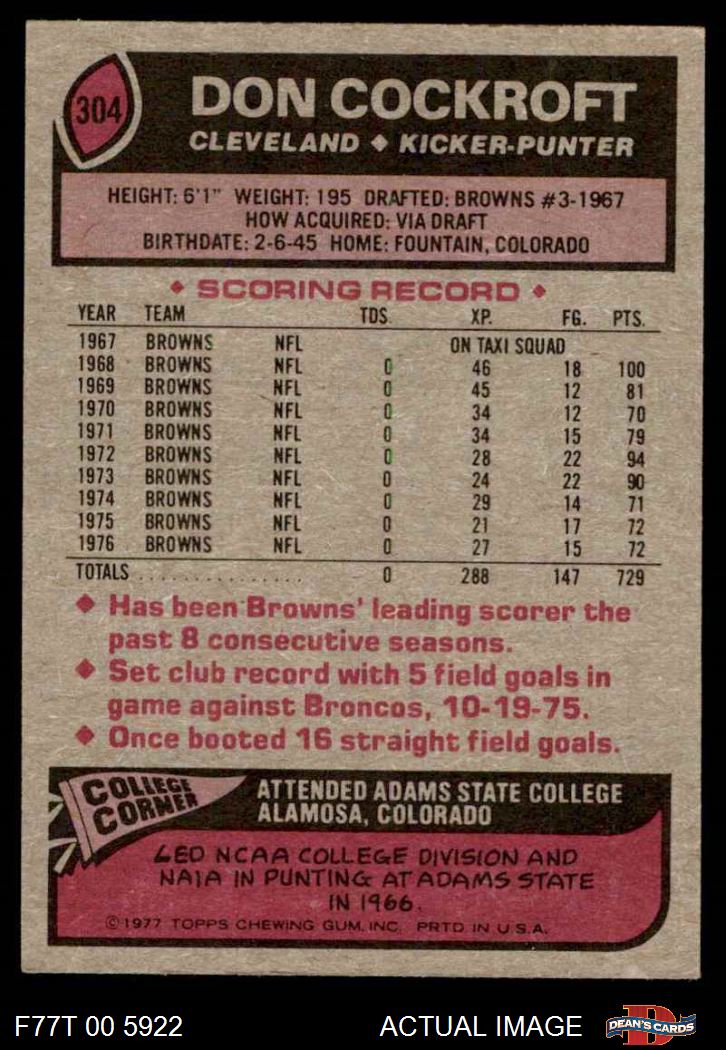 304
DON COCKROFT
CLEVELAND ◆ KICKER-PUNTER
HEIGHT: 6'1" WEIGHT: 195 DRAFTED: BROWNS #3-1967
HOW ACQUIRED: VIA DRAFT
BIRTHDATE: 2-6-45 HOME: FOUNTAIN, COLORADO
◆ SCORING RECORD ◆
YEAR TEAM TDS. XP. FG. PTS.
1967 BROWNS NFL ON TAXI SQUAD
1968 BROWNS NFL 0 46 18 100
1969 BROWNS NFL 0 45 12 81
1970 BROWNS NFL 0 34 12 70
1971 BROWNS NFL 0 34 15 79
1972 BROWNS NFL 0 28 22 94
1973 BROWNS NFL 0 24 22 90
1974 BROWNS NFL 0 29 14 71
1975 BROWNS NFL 0 21 17 72
1976 BROWNS NFL 0 27 15 72
TOTALS . . . . . . . . . . . . . . . . 0 288 147 729
◆ Has been Browns' leading scorer the
past 8 consecutive seasons.
◆ Set club record with 5 field goals in
game against Broncos, 10-19-75.
◆ Once booted 16 straight field goals.
COLLEGE
CORNER
ATTENDED ADAMS STATE COLLEGE
ALAMOSA, COLORADO
LED NCAA COLLEGE DIVISION AND
NAIA IN PUNTING AT ADAMS STATE
IN 1966.
©1977 TOPPS CHEWING GUM, INC. PRTD. IN U.S.A.
F77T 00 5922 ACTUAL IMAGE DEAN'S CARDS